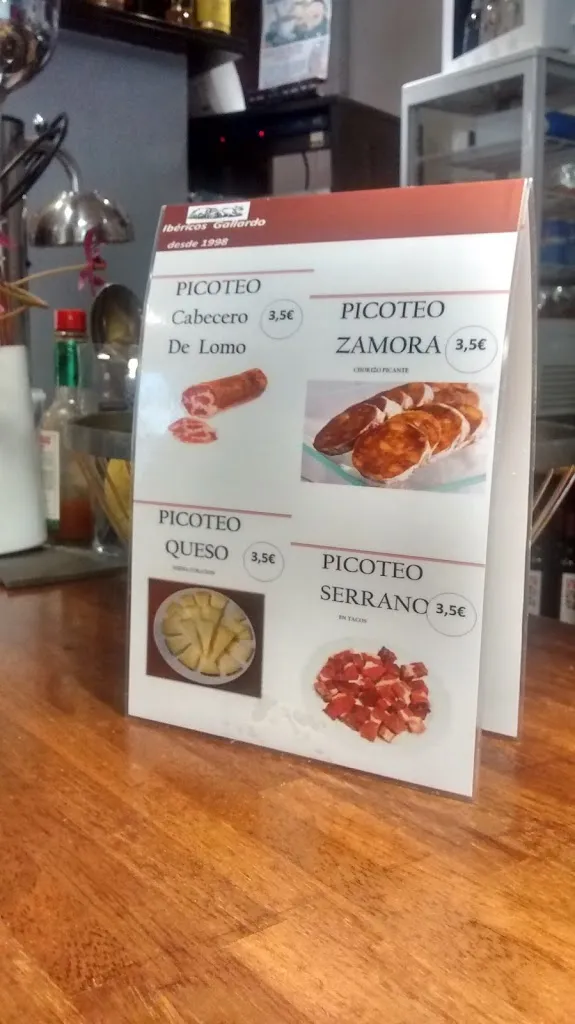 Ibéricos Gallardo
desde 1998
PICOTEO
Cabecero
De Lomo
3,5€
PICOTEO
ZAMORA
3,5€
CHORIZO PICANTE
PICOTEO
QUESO
3,5€
PICOTEO
SERRANO
3,5€
EN TACOS